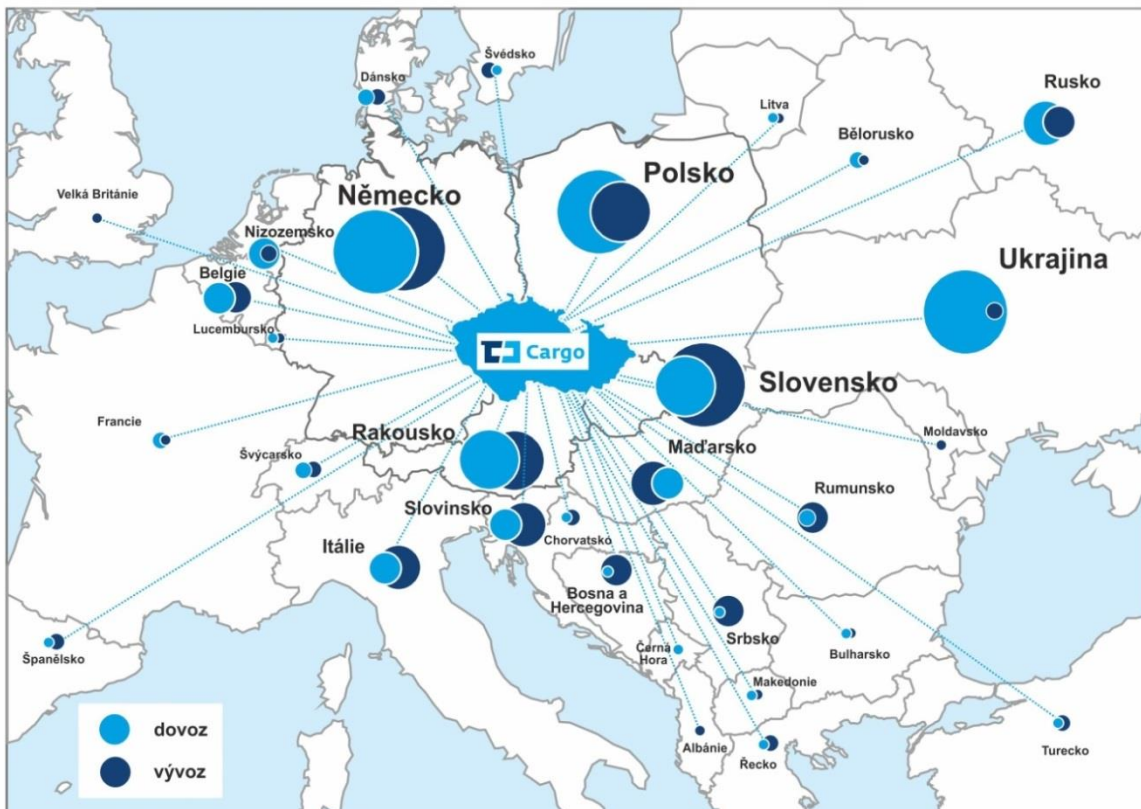 Švédsko
Dánsko
Rusko
Litva
Bělorusko
Polsko
Německo
Velká Británie
Nizozemsko
Ukrajina
Belgie
Lucembursko
Cargo
Slovensko
Francie
Rakousko
Moldavsko
Maďarsko
Švýcarsko
Rumunsko
Slovinsko
Chorvatsko
Itálie
Bosna a
Hercegovina
Srbsko
Černá
Hora
Bulharsko
Španělsko
Makedonie
dovoz
Albánie
Řecko
Turecko
vývoz